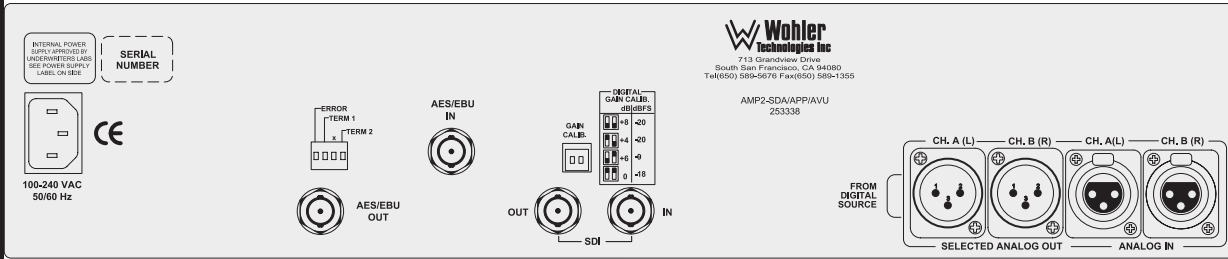 INTERNAL POWER
SUPPLY APPROVED BY
UNDERWRITERS LABS
SEE POWER SUPPLY
LABEL ON SIDE
SERIAL
NUMBER
CE
100-240 VAC
50/60 Hz
ERROR
TERM 1
x TERM 2
AES/EBU
OUT
AES/EBU
IN
GAIN
CALIB.
DIGITAL
GAIN CALIB.
dB dBFS
+8 -20
+4 -20
+6 -9
0 -18
OUT
IN
SDI
Wohler
Technologies Inc
713 Grandview Drive
South San Francisco, CA 94080
Tel(650) 589-5676 Fax(650) 589-1355
AMP2-SDA/APP/AVU
253338
FROM
DIGITAL
SOURCE
CH. A (L) CH. B (R) CH. A(L) CH. B (R)
1 2
3
1 2
3
SELECTED ANALOG OUT ANALOG IN